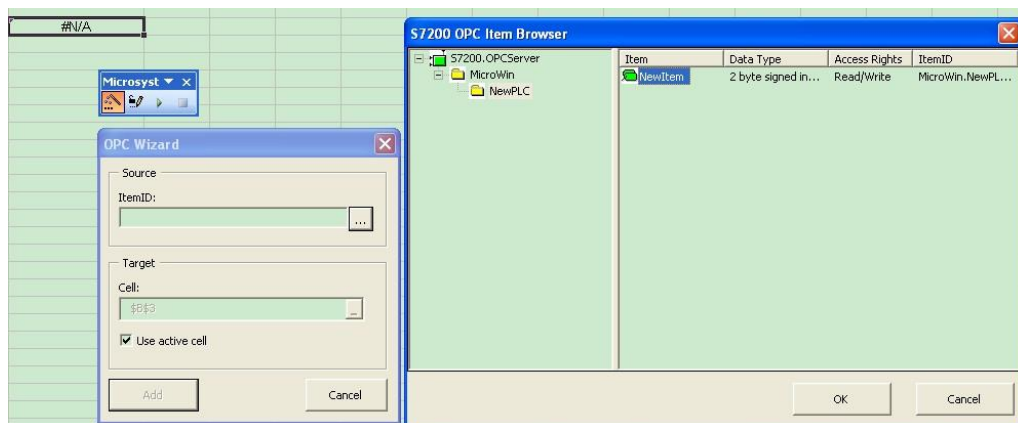 #N/A
Microsyst
OPC Wizard
Source
ItemID:
...
Target
Cell:
$B$3
Use active cell
Add
Cancel
S7200 OPC Item Browser
S7200.OPCServer
MicroWin
NewPLC
Item Data Type Access Rights ItemID
NewItem 2 byte signed in... Read/Write MicroWin.NewPL...
OK
Cancel